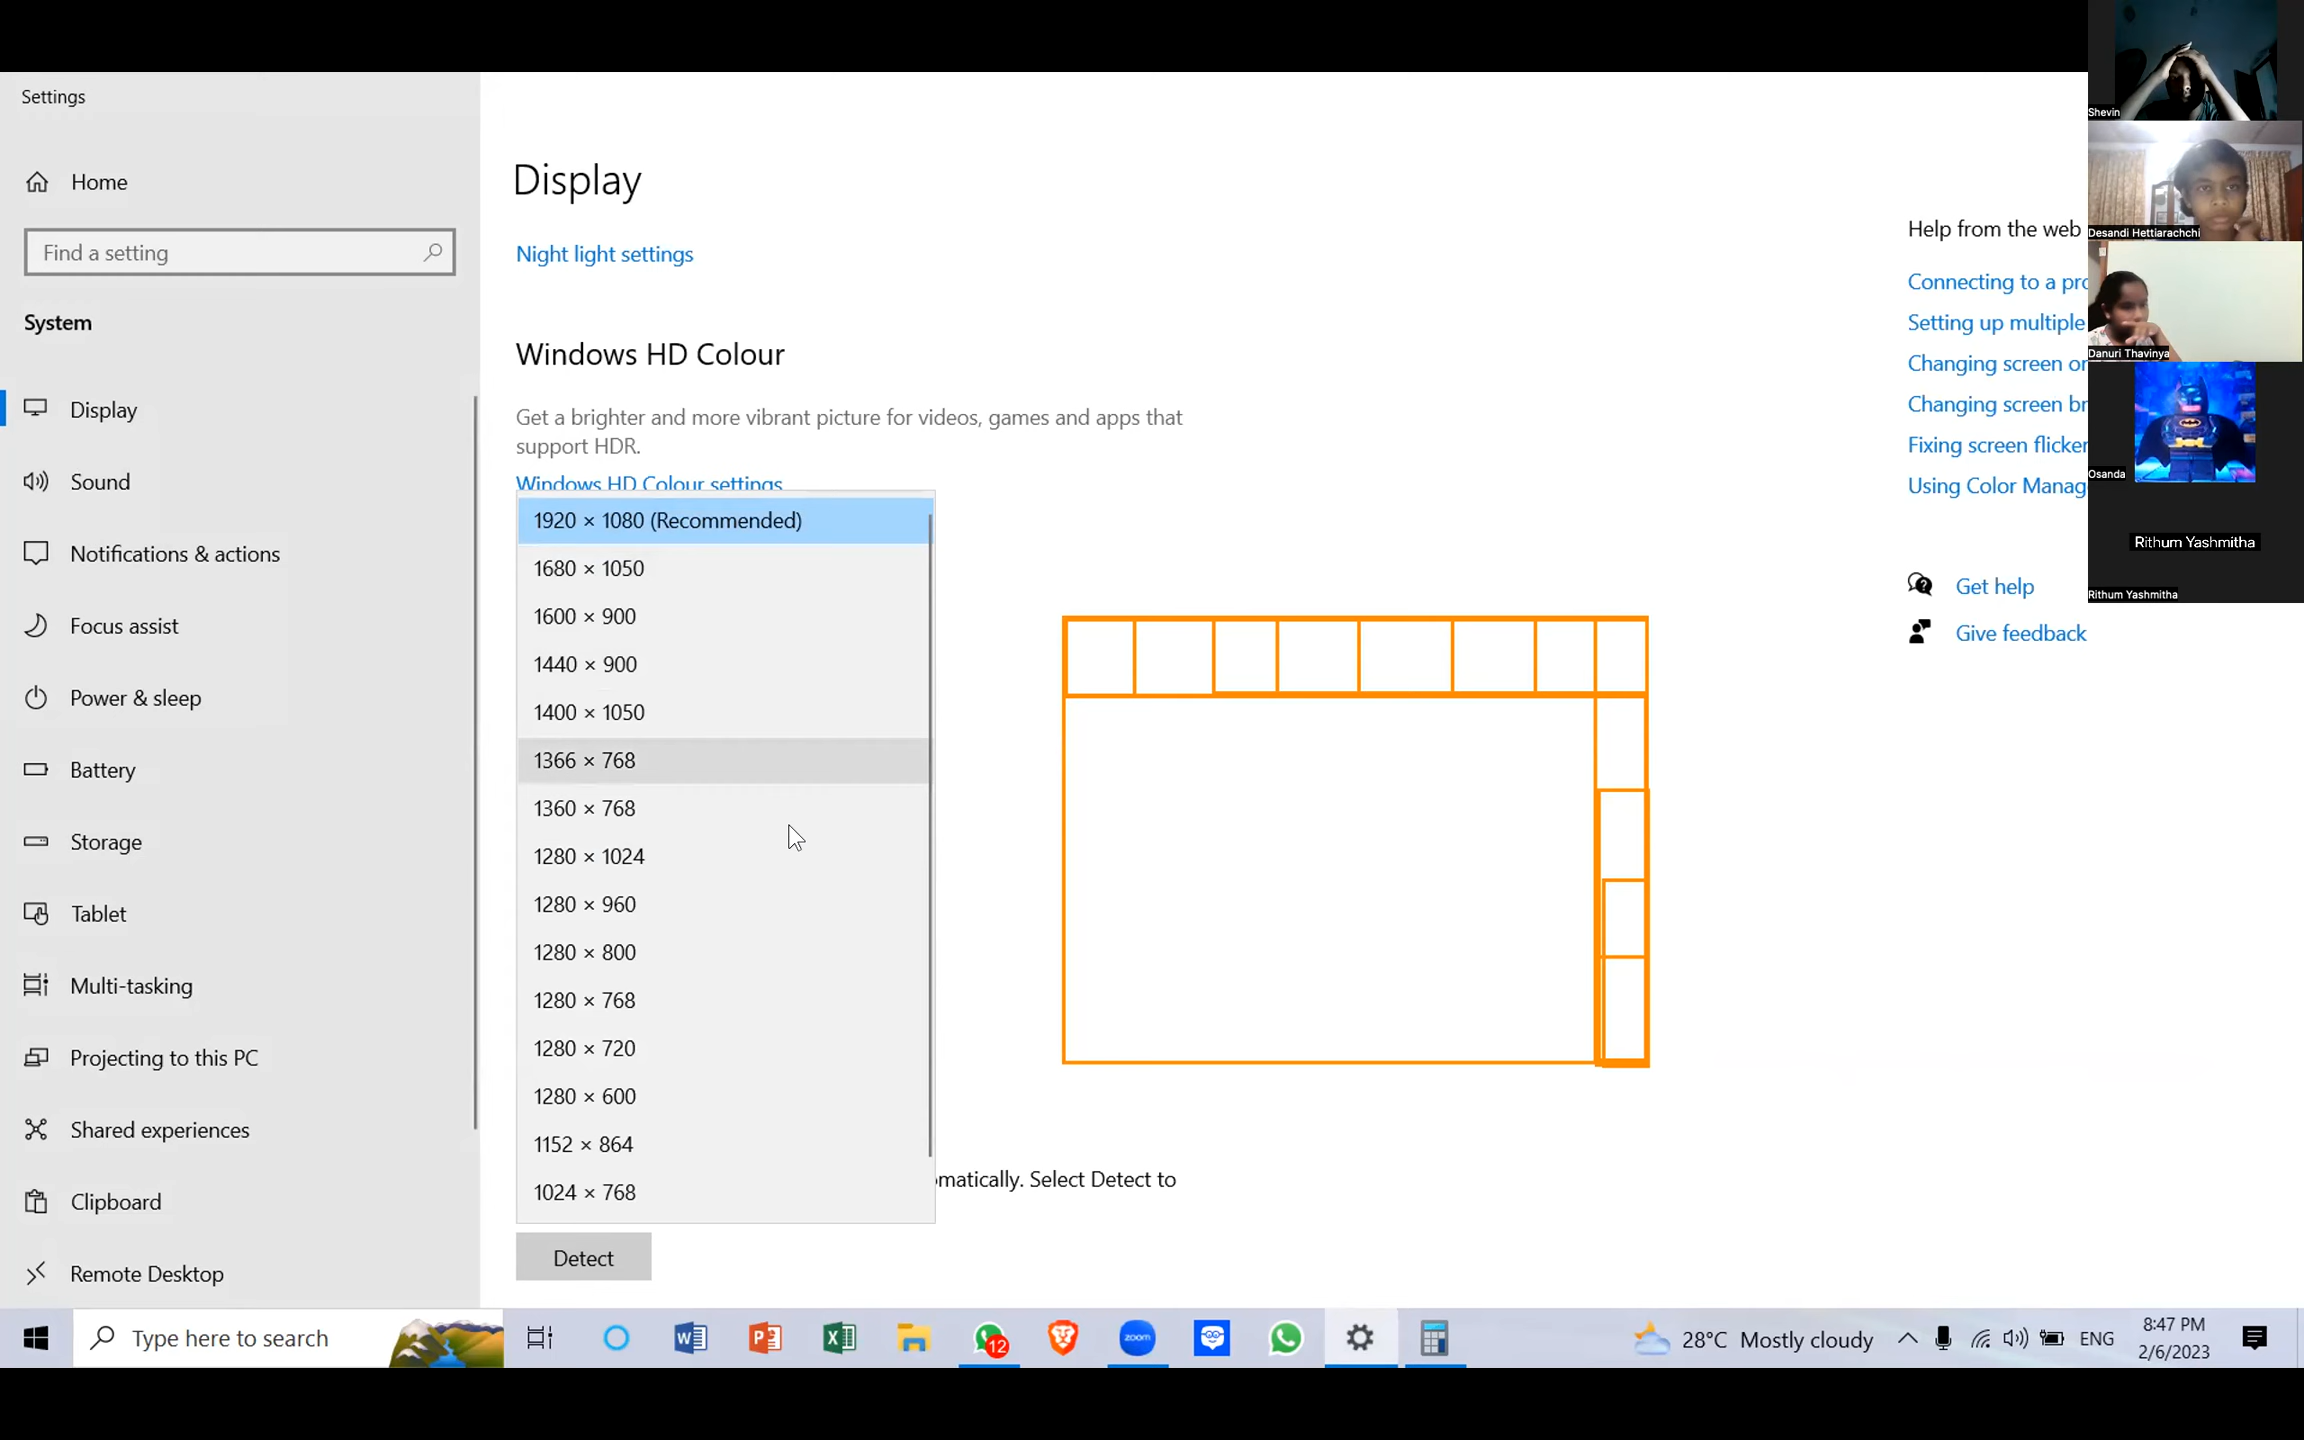 Settings
Home
Find a setting
System
Display
Sound
Notifications & actions
Focus assist
Power & sleep
Battery
Storage
Tablet
Multi-tasking
Projecting to this PC
Shared experiences
Clipboard
Remote Desktop
Display
Night light settings
Windows HD Colour
Get a brighter and more vibrant picture for videos, games and apps that
support HDR.
Windows HD Colour settings
1920 × 1080 (Recommended)
1680 × 1050
1600 × 900
1440 × 900
1400 × 1050
1366 × 768
1360 × 768
1280 × 1024
1280 × 960
1280 × 800
1280 × 768
1280 × 720
1280 × 600
1152 × 864
1024 × 768
omatically. Select Detect to
Detect
Help from the web
Connecting to a pro
Setting up multiple
Changing screen or
Changing screen br
Fixing screen flicker
Using Color Manag
Get help
Give feedback
Shevin
Desandi Hettiarachchi
Danuri Thavinya
Osanda
Rithum Yashmitha
Rithum Yashmitha
Type here to search
12
zoom
28°C Mostly cloudy
ENG
8:47 PM
2/6/2023